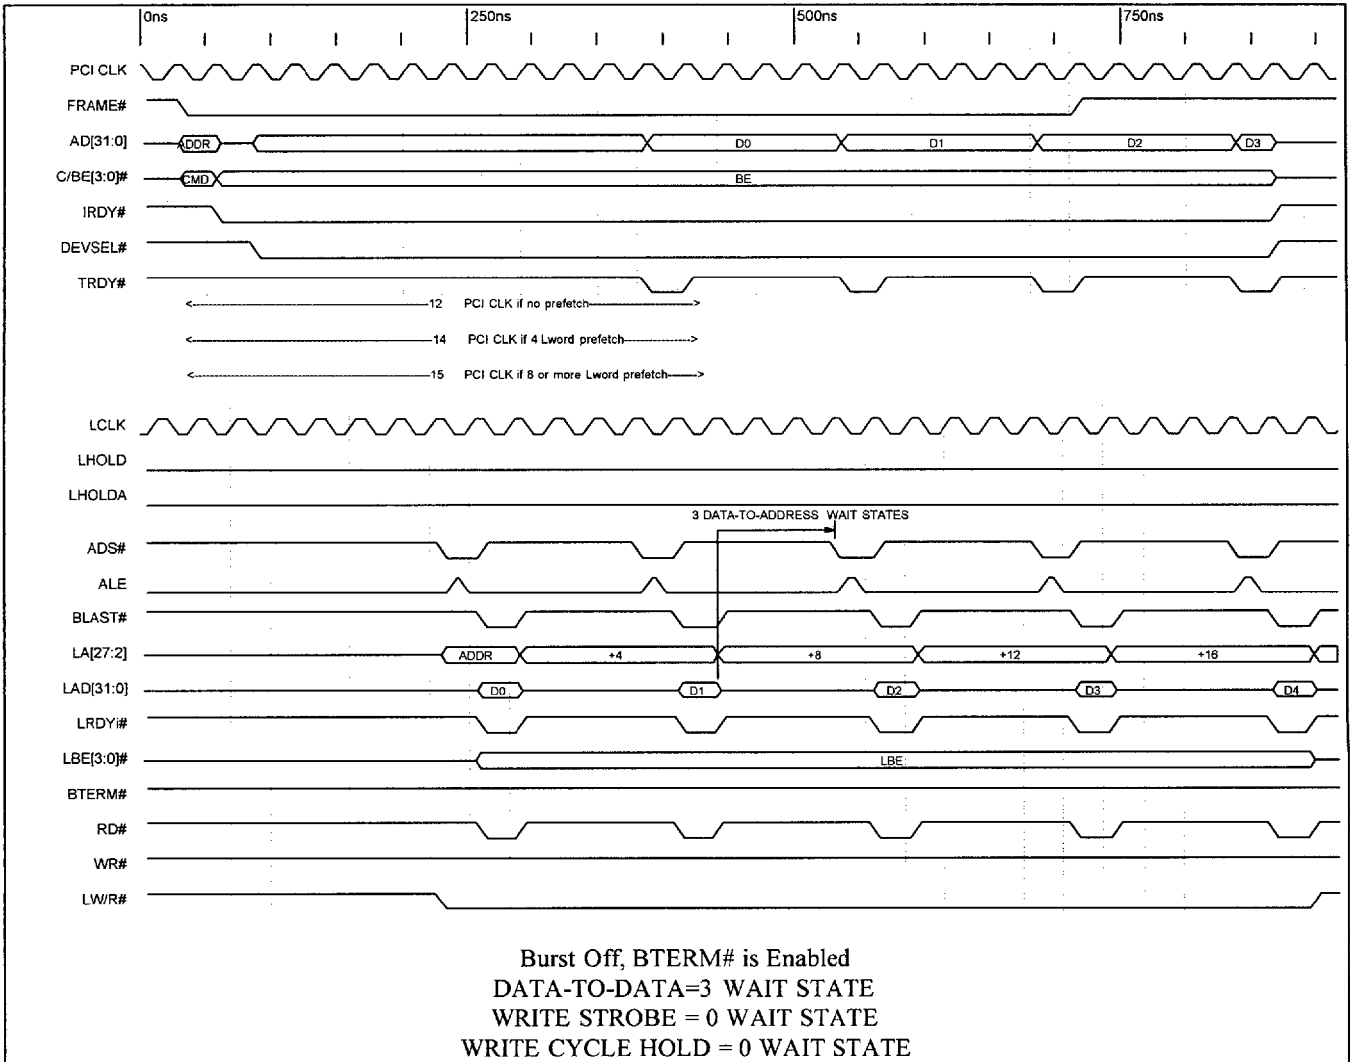 0ns 250ns 500ns 750ns
PCI CLK
FRAME#
AD[31:0] ADDR D0 D1 D2 D3
C/BE[3:0]# CMD BE
IRDY#
DEVSEL#
TRDY#
12 PCI CLK if no prefetch
14 PCI CLK if 4 Lword prefetch
15 PCI CLK if 8 or more Lword prefetch
LCLK
LHOLD
LHOLDA
3 DATA-TO-ADDRESS WAIT STATES
ADS#
ALE
BLAST#
LA[27:2] ADDR +4 +8 +12 +16
LAD[31:0] D0 D1 D2 D3 D4
LRDYi#
LBE[3:0]# LBE
BTERM#
RD#
WR#
LW/R#
Burst Off, BTERM# is Enabled
DATA-TO-DATA=3 WAIT STATE
WRITE STROBE = 0 WAIT STATE
WRITE CYCLE HOLD = 0 WAIT STATE